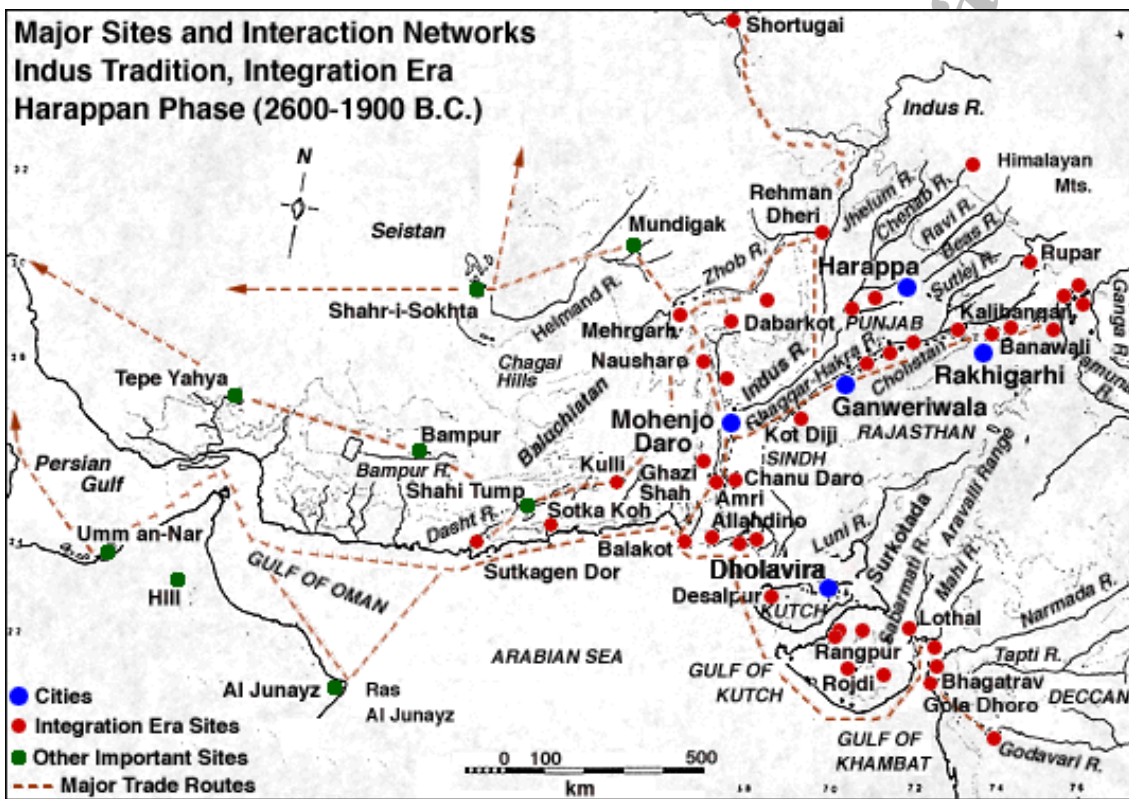 Major Sites and Interaction Networks
Indus Tradition, Integration Era
Harappan Phase (2600-1900 B.C.)
Shortugai
Indus R.
N
Himalayan
Mts.
Rehman
Dheri
Jhelum R.
Chenab R.
Ravi R.
Beas R.
Sutlej R.
Rupar
Seistan
Mundigak
Zhob R.
Harappa
PUNJAB
Shahr-i-Sokhta
Helmand R.
Mehrgarh
Dabarkot
Kalibangan
Ganga R.
Chagai
Hills
Nausharo
Indus R.
Ghaggar-Hakra R.
Cholistan
Banawali
Rakhigarhi
Yamuna
R.
Tepe Yahya
Baluchistan
Mohenjo
Daro
Ganweriwala
Kot Diji
RAJASTHAN
SINDH
Bampur
Bampur R.
Kulli
Ghazi
Shah
Chanu Daro
Amri
Persian
Gulf
Shahi Tump
Dasht R.
Sotka Koh
Allahdino
Luni R.
Surkotada
Aravalir Range
Umm an-Nar
Balakot
Sutkagen Dor
GULF OF OMAN
Hili
Dholavira
Desalpur
KUTCH
Sabarmati R.
Mahi R.
Lothal
Narmada R.
ARABIAN SEA
Rangpur
Tapti R.
GULF OF
KUTCH
Rojdi
Bhagatrav
DECCAN
Gola Dhoro
Al Junayz
Ras
Al Junayz
GULF OF
KHAMBAT
Godavari R.
Cities
Integration Era Sites
Other Important Sites
Major Trade Routes
0
100
500
km
70
72
74
76